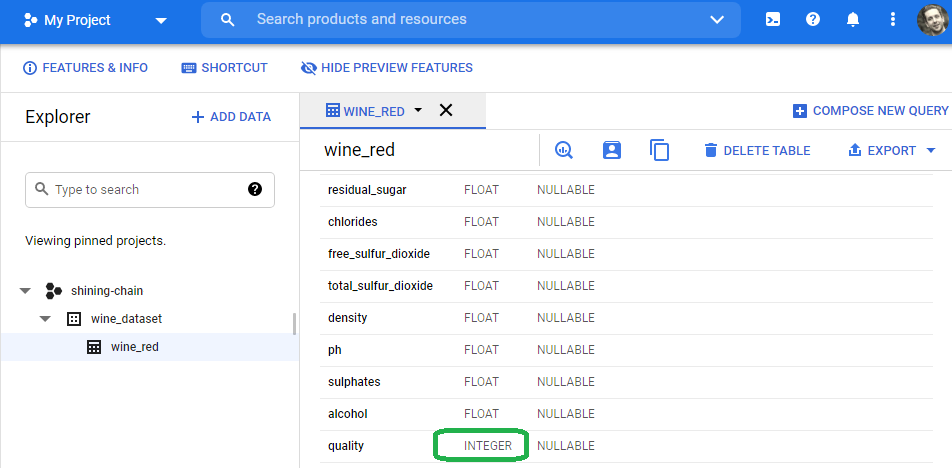 My Project
Search products and resources
FEATURES & INFO
SHORTCUT
HIDE PREVIEW FEATURES
Explorer
ADD DATA
WINE_RED
COMPOSE NEW QUERY
wine_red
DELETE TABLE
EXPORT
Type to search
Viewing pinned projects.
shining-chain
wine_dataset
wine_red
residual_sugar FLOAT NULLABLE
chlorides FLOAT NULLABLE
free_sulfur_dioxide FLOAT NULLABLE
total_sulfur_dioxide FLOAT NULLABLE
density FLOAT NULLABLE
ph FLOAT NULLABLE
sulphates FLOAT NULLABLE
alcohol FLOAT NULLABLE
quality INTEGER NULLABLE